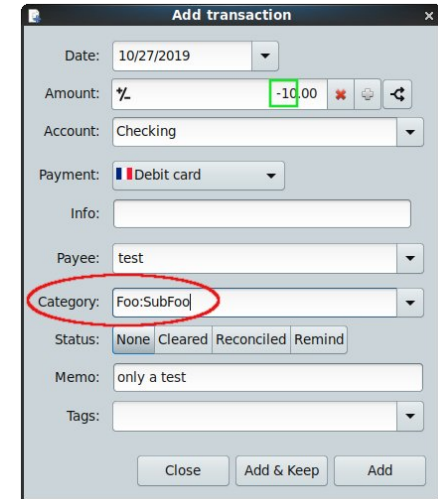 Add transaction
Date: 10/27/2019
Amount: +/- -10.00
Account: Checking
Payment: Debit card
Info:
Payee: test
Category: Foo:SubFoo
Status: None Cleared Reconciled Remind
Memo: only a test
Tags:
Close Add & Keep Add